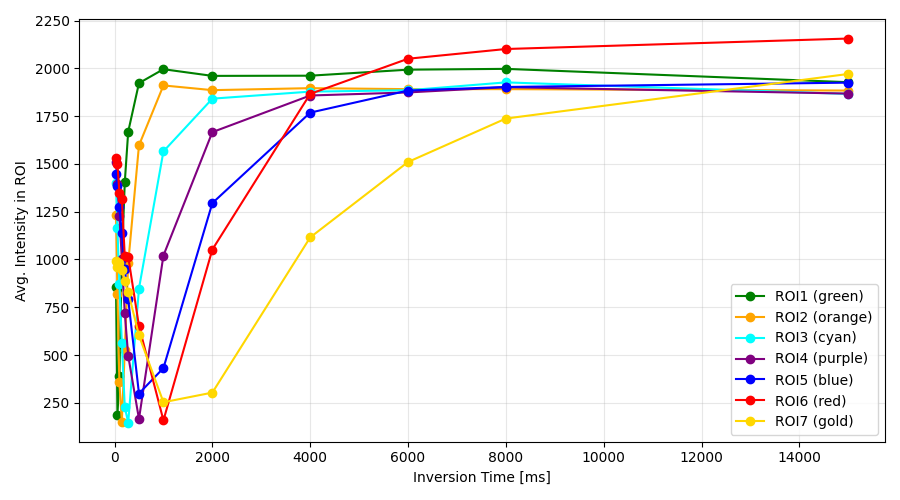 2250
2000
1750
1500
1250
1000
750
500
250
Avg. Intensity in ROI
0
2000
4000
6000
8000
10000
12000
14000
Inversion Time [ms]
ROI1 (green)
ROI2 (orange)
ROI3 (cyan)
ROI4 (purple)
ROI5 (blue)
ROI6 (red)
ROI7 (gold)